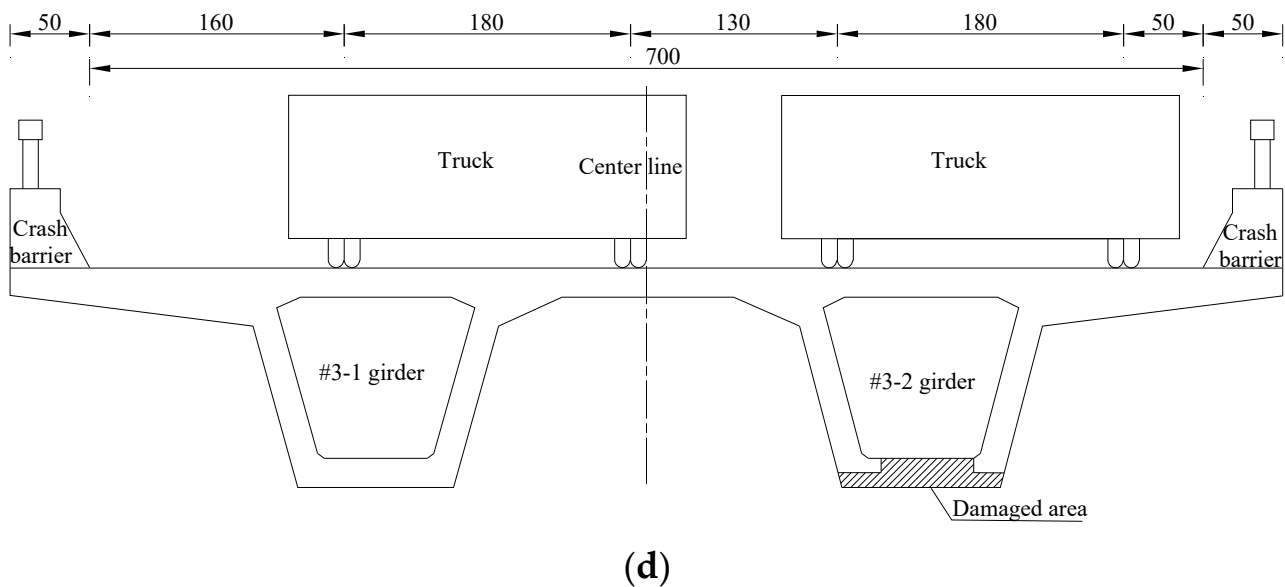 50 160 180 130 180 50 50
700
Truck Center line Truck
Crash
barrier
Crash
barrier
#3-1 girder #3-2 girder
Damaged area
(d)